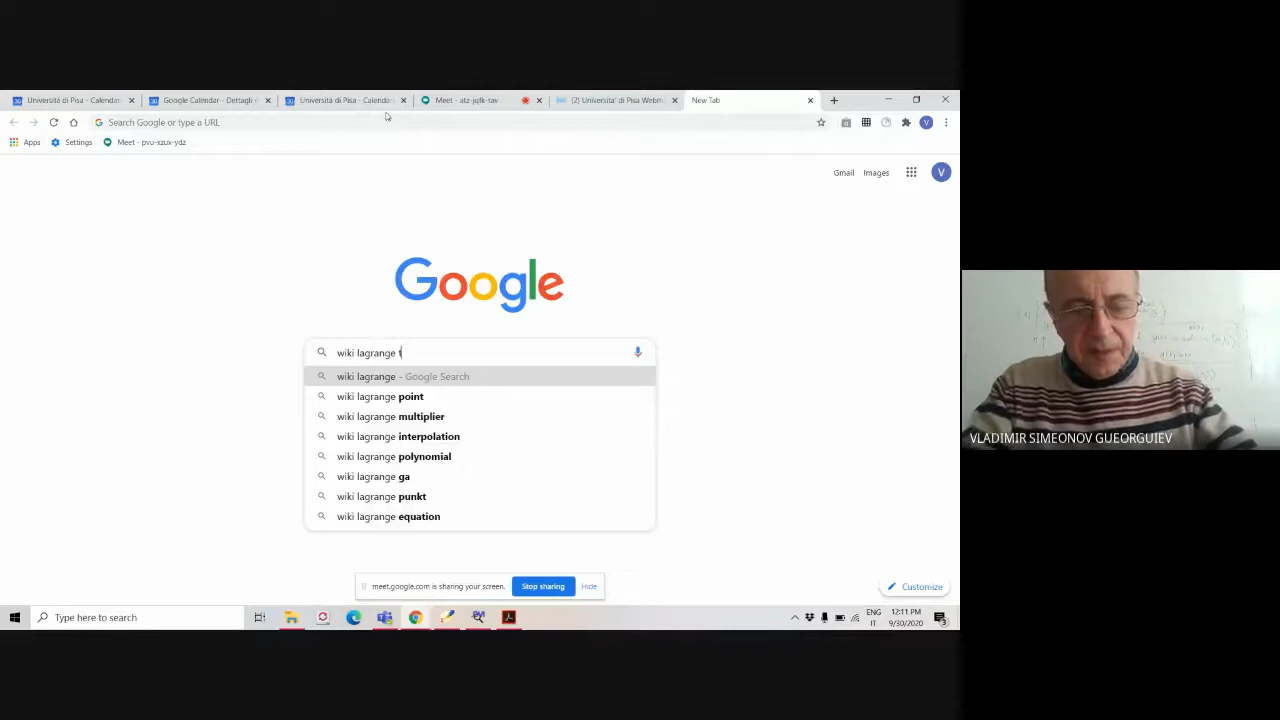 Università di Pisa - Calendar
Google Calendar - Dettagli e
Università di Pisa - Calendar
Meet - atz-jqfk-tav
(2) Universita' di Pisa Webm
New Tab
Search Google or type a URL
Apps
Settings
Meet - pvu-xzux-ydz
Gmail
Images
V
Google
wiki lagrange t
wiki lagrange - Google Search
wiki lagrange point
wiki lagrange multiplier
wiki lagrange interpolation
wiki lagrange polynomial
wiki lagrange ga
wiki lagrange punkt
wiki lagrange equation
meet.google.com is sharing your screen.
Stop sharing
Hide
Customize
Type here to search
ENG
IT
12:11 PM
9/30/2020
VLADIMIR SIMEONOV GUEORGUIEV